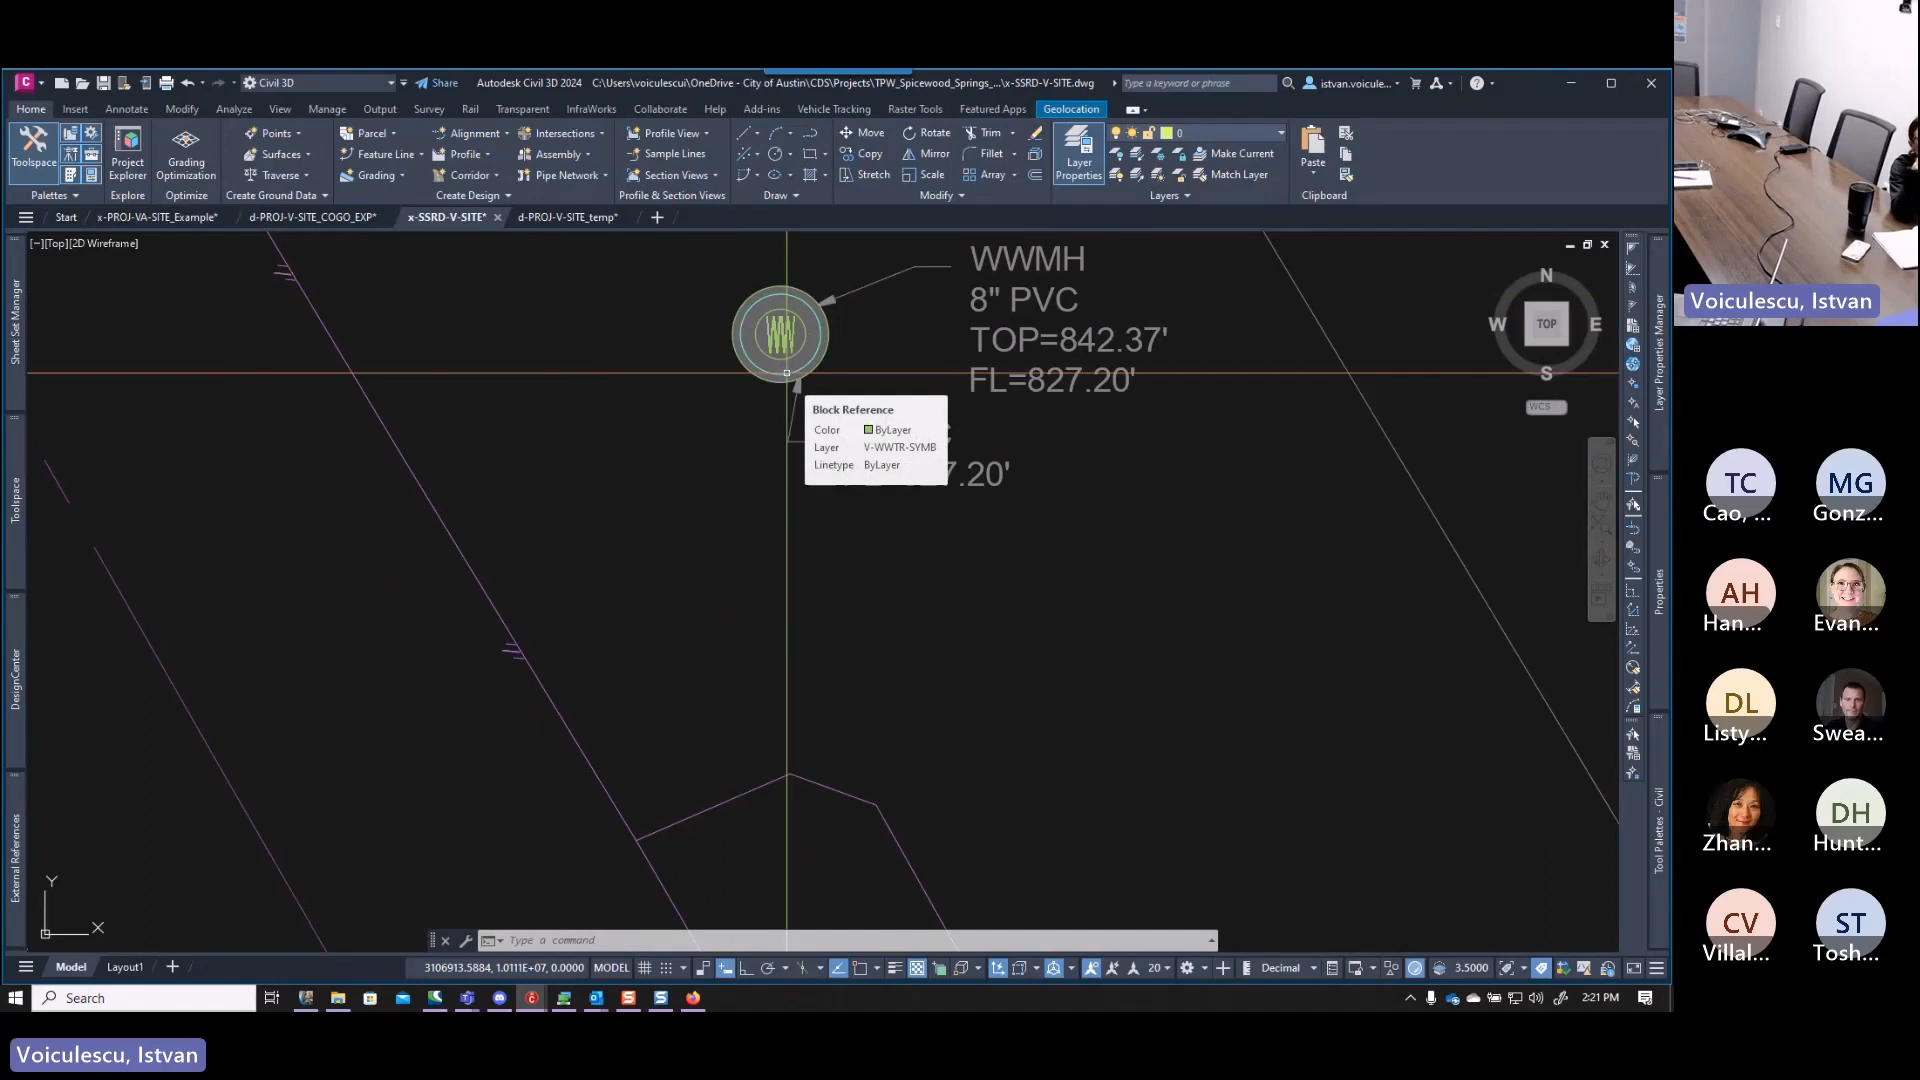 Civil 3D
Share
Autodesk Civil 3D 2024
C:\Users\voiculescui\OneDrive - City of Austin\CDS\Projects\TPW_Spicewood_Springs_...\x-SSRD-V-SITE.dwg
Type a keyword or phrase
istvan.voicule...
Home Insert Annotate Modify Analyze View Manage Output Survey Rail Transparent InfraWorks Collaborate Help Add-ins Vehicle Tracking Raster Tools Featured Apps Geolocation
Toolspace
Palettes
Project Explorer
Explore
Grading Optimization
Optimize
Points
Surfaces
Traverse
Create Ground Data
Parcel
Feature Line
Grading
Alignment
Profile
Corridor
Intersections
Assembly
Pipe Network
Create Design
Profile View
Sample Lines
Section Views
Profile & Section Views
Draw
Move
Copy
Stretch
Rotate
Mirror
Scale
Trim
Fillet
Array
Modify
Layer Properties
0
Make Current
Match Layer
Layers
Paste
Clipboard
Start
x-PROJ-VA-SITE_Example*
d-PROJ-V-SITE_COGO_EXP*
x-SSRD-V-SITE*
d-PROJ-V-SITE_temp*
[−][Top][2D Wireframe]
Sheet Set Manager
Toolspace
DesignCenter
External References
WWMH
8" PVC
TOP=842.37'
FL=827.20'
WW
Block Reference
Color ByLayer
Layer V-WWTR-SYMB
Linetype ByLayer
7.20'
N
W
TOP
E
S
WCS
Layer Properties Manager
Properties
Tool Palettes - Civil
Y
X
Type a command
Model
Layout1
3106913.5884, 1.0111E+07, 0.0000
MODEL
20
Decimal
3.5000
Search
2:21 PM
Voiculescu, Istvan
TC
Cao, ...
MG
Gonz...
AH
Han...
Evan...
DL
Listy...
Swea...
Zhan...
DH
Hunt...
CV
Villal...
ST
Tosh...
Voiculescu, Istvan